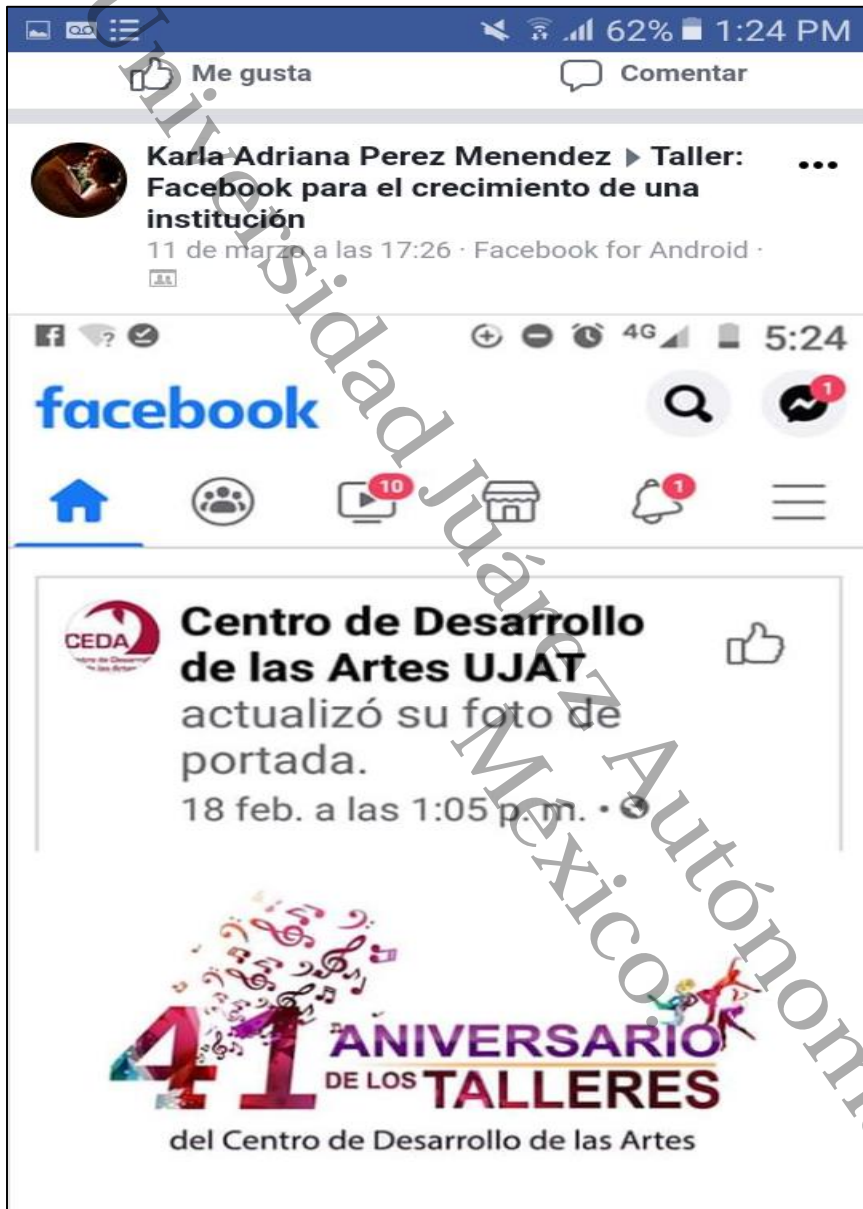 62% 1:24 PM
Me gusta Comentar
Karla Adriana Perez Menendez ▸ Taller: ...
Facebook para el crecimiento de una
institución
11 de marzo a las 17:26 · Facebook for Android ·
4G 5:24
facebook
1
10
1
CEDA
Centro de Desarrollo
de las Artes UJAT
actualizó su foto de
portada.
18 feb. a las 1:05 p. m. •
41 ANIVERSARIO
DE LOS TALLERES
del Centro de Desarrollo de las Artes
Universidad Juárez Autónom
México.